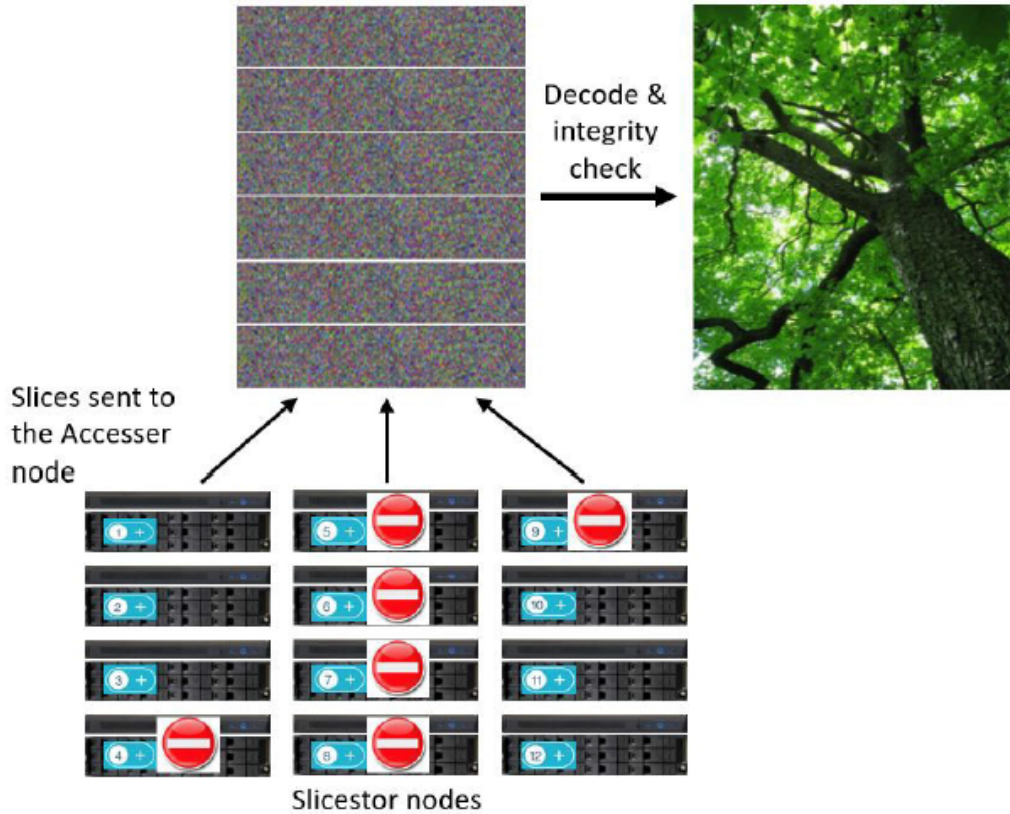 Decode &
integrity
check
Slices sent to
the Accesser
node
1 +
5 +
9 +
2 +
6 +
10 +
3 +
7 +
11 +
4 +
8 +
12 +
Slicestor nodes